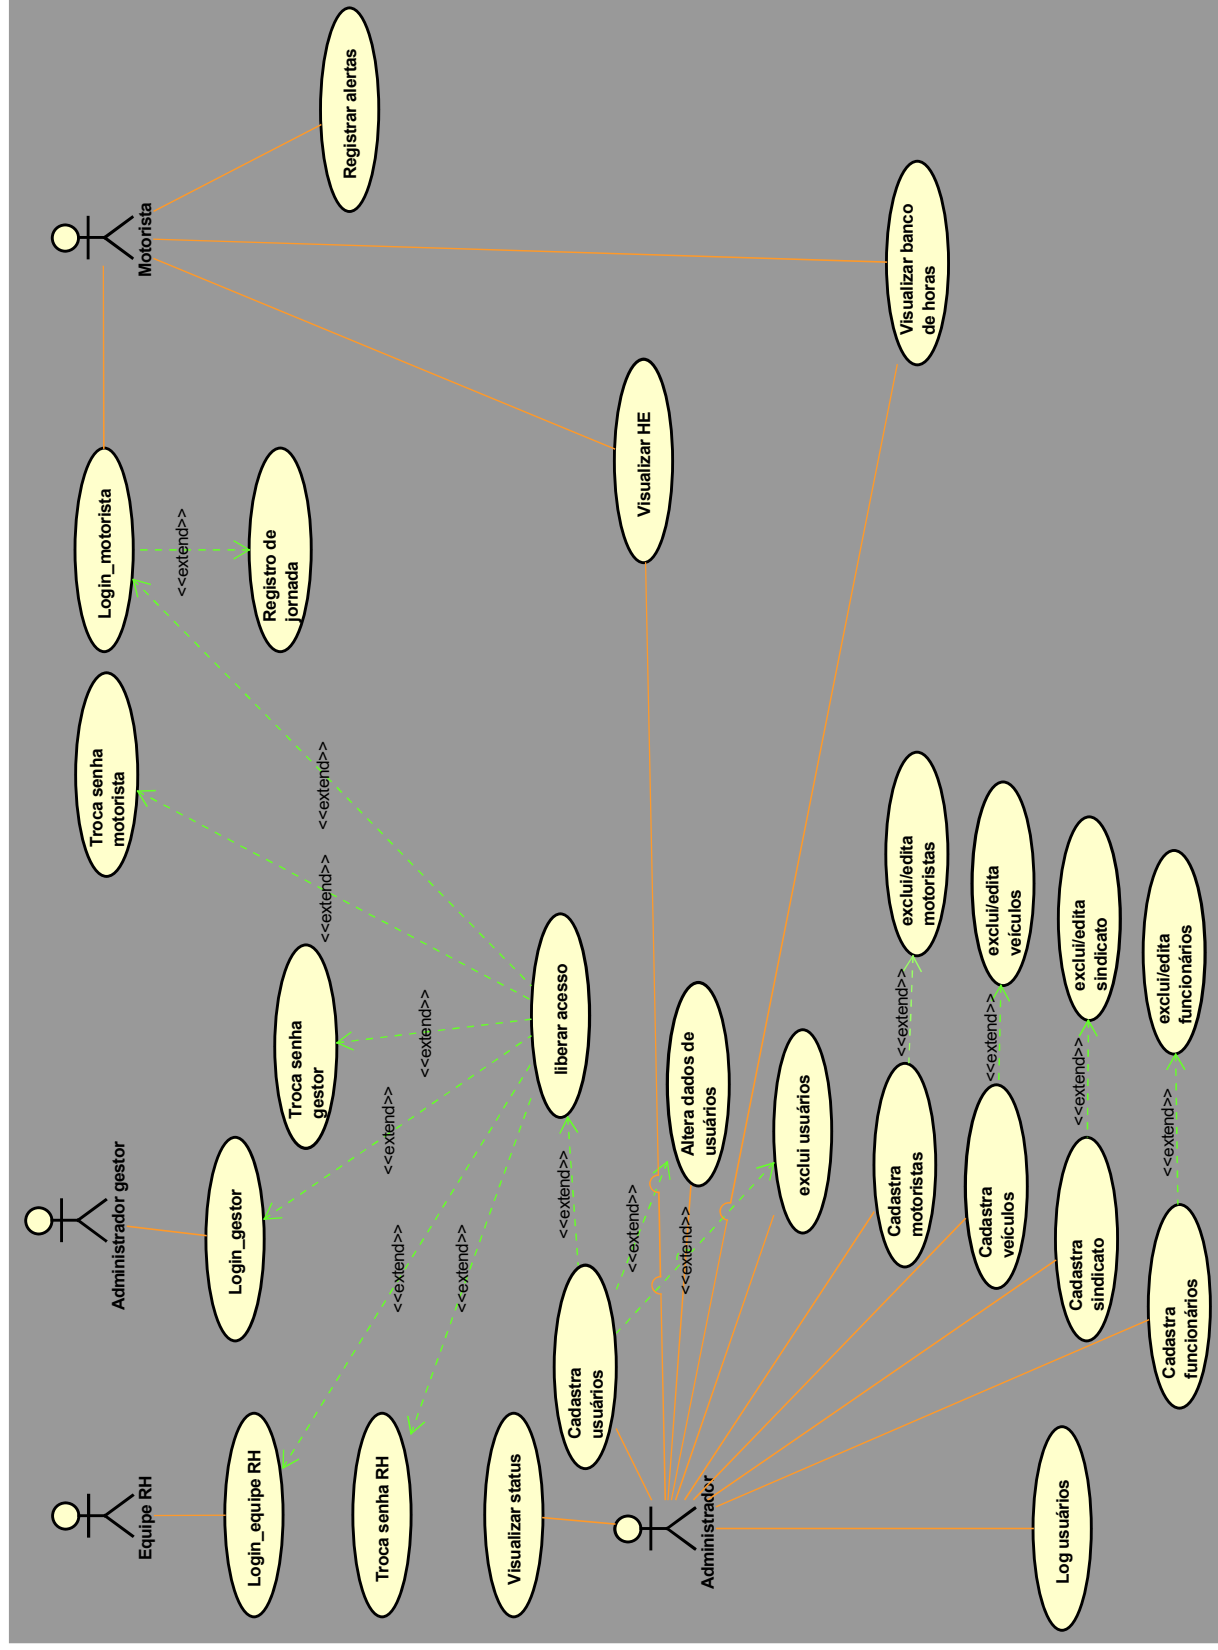 Equipe RH
Administrador gestor
Motorista
Login_equipe RH
Login_gestor
Troca senha
motorista
Login_motorista
Registrar alertas
Troca senha RH
Troca senha
gestor
Registro de
jornada
<<extend>>
<<extend>>
<<extend>>
<<extend>>
<<extend>>
<<extend>>
<<extend>>
Visualizar status
Cadastra
usuários
liberar acesso
Visualizar HE
<<extend>>
<<extend>>
<<extend>>
Administrador
Altera dados de
usuários
exclui usuários
Visualizar banco
de horas
Cadastra
motoristas
<<extend>>
exclui/edita
motoristas
Cadastra
veículos
<<extend>>
exclui/edita
veículos
Log usuários
Cadastra
sindicato
<<extend>>
exclui/edita
sindicato
Cadastra
funcionários
<<extend>>
exclui/edita
funcionários